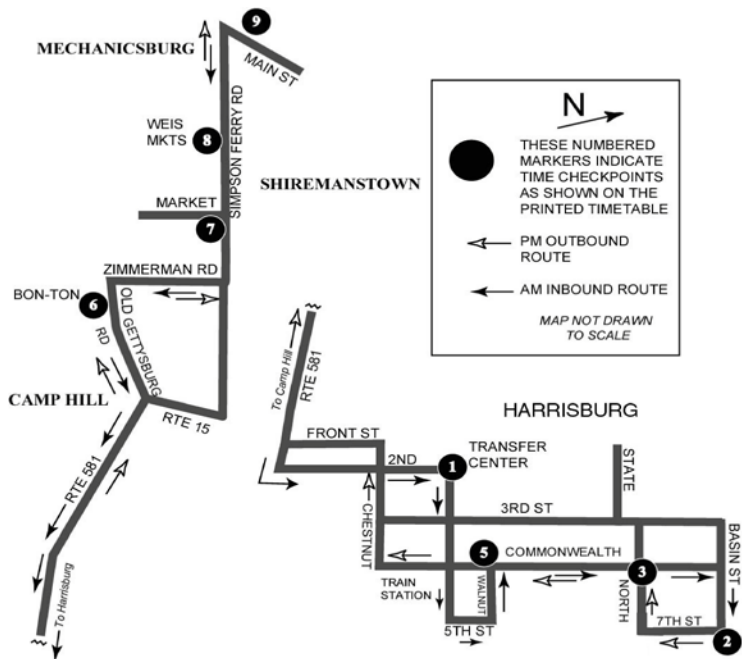 9
MECHANICSBURG
MAIN ST
SIMPSON FERRY RD
WEIS
MKTS
8
SHIREMANSTOWN
MARKET
7
ZIMMERMAN RD
BON-TON
6
OLD GETTYSBURG
RD
CAMP HILL
RTE 15
RTE 581
To Harrisburg
N
THESE NUMBERED
MARKERS INDICATE
TIME CHECKPOINTS
AS SHOWN ON THE
PRINTED TIMETABLE
PM OUTBOUND
ROUTE
AM INBOUND ROUTE
MAP NOT DRAWN
TO SCALE
To Camp Hill
RTE 581
HARRISBURG
FRONT ST
2ND
1
TRANSFER
CENTER
STATE
3RD ST
CHESTNUT
5
COMMONWEALTH
3
BASIN ST
TRAIN
STATION
WALNUT
NORTH
5TH ST
7TH ST
2